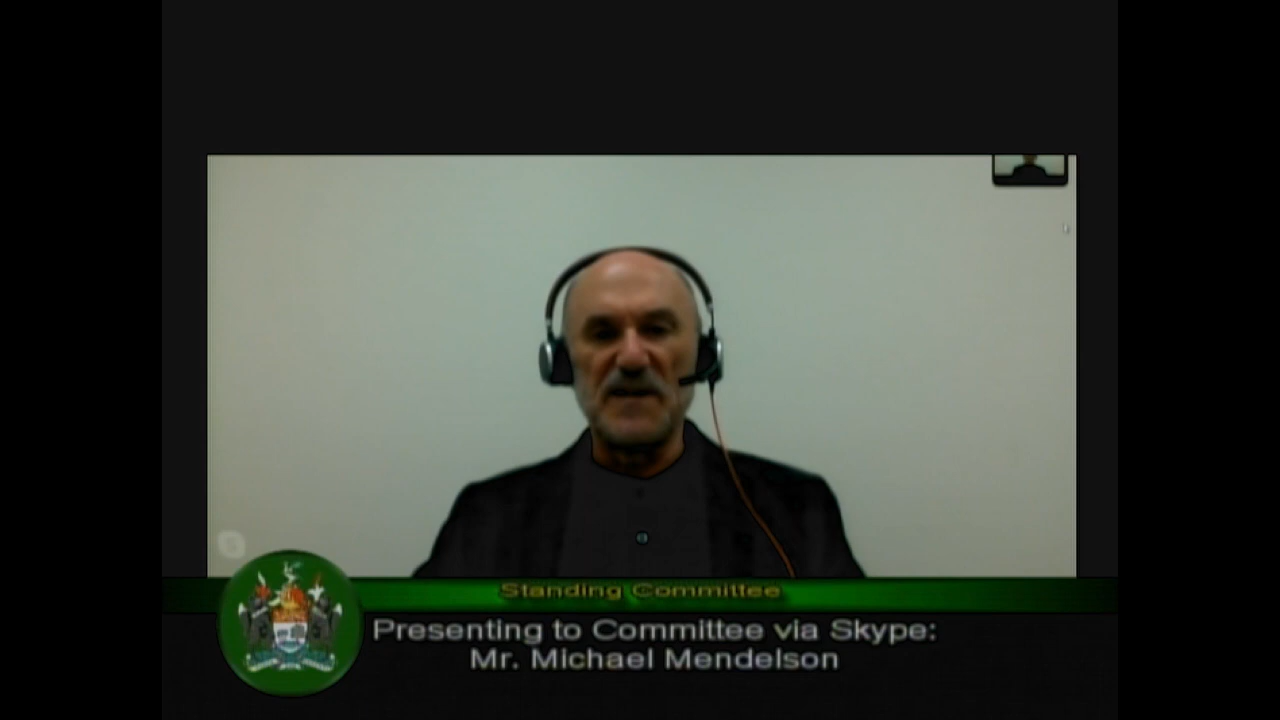 Standing Committee
Presenting to Committee via Skype:
Mr. Michael Mendelson